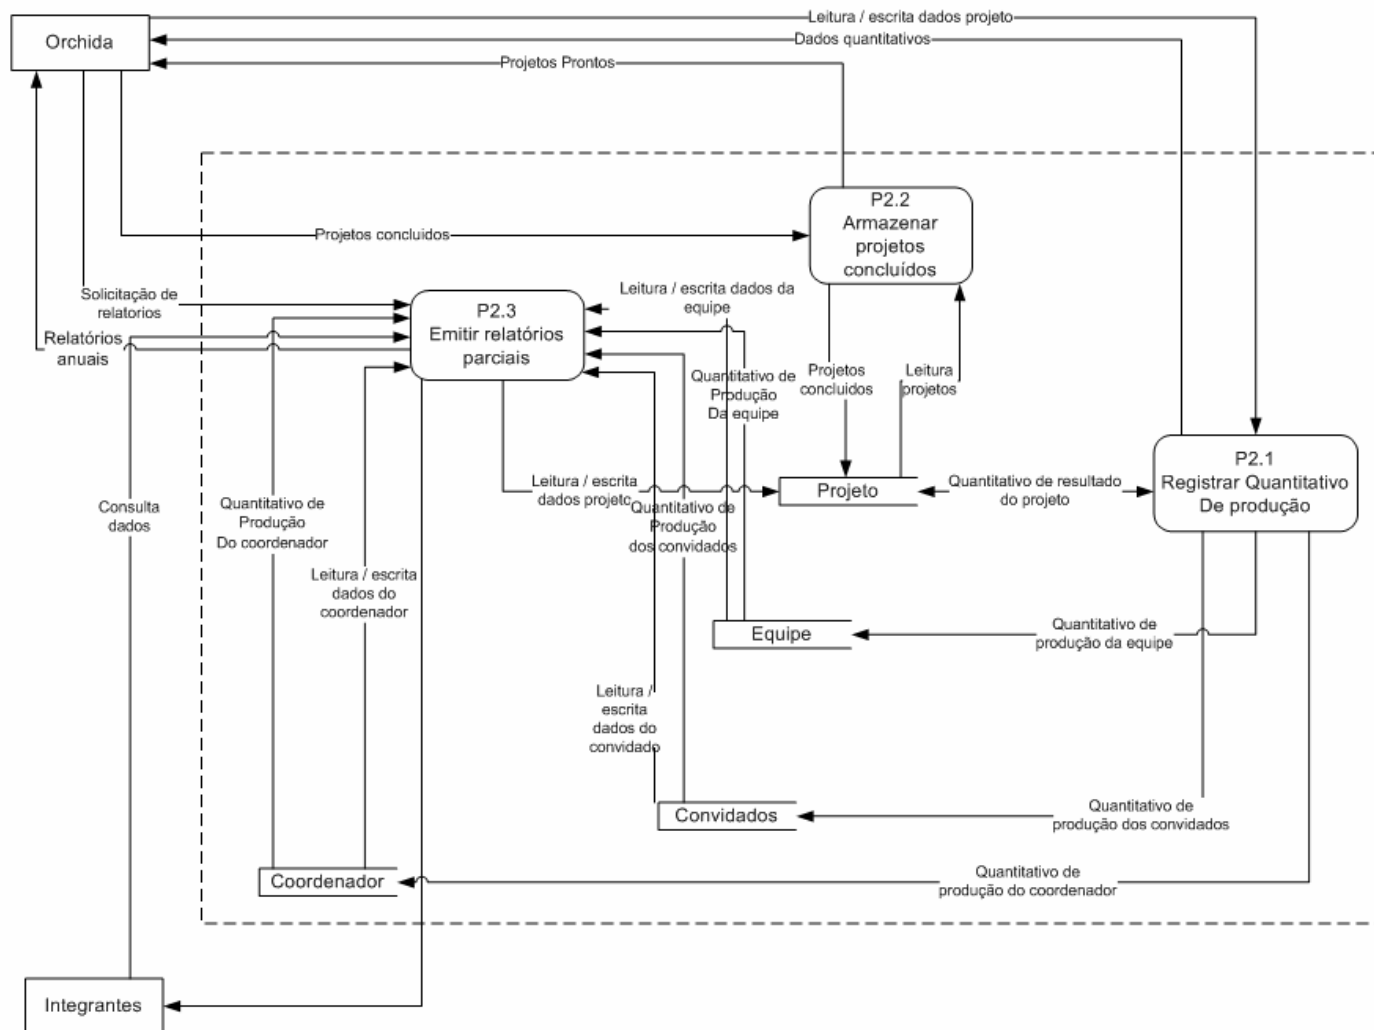 Orchida
Leitura / escrita dados projeto
Dados quantitativos
Projetos Prontos
P2.2
Armazenar
projetos
concluídos
Projetos concluidos
Solicitação de
relatorios
Relatórios
anuais
P2.3
Emitir relatórios
parciais
Leitura / escrita dados da
equipe
Quantitativo de
Produção
Da equipe
Projetos
concluidos
Leitura
projetos
P2.1
Registrar Quantitativo
De produção
Leitura / escrita
dados projeto
Projeto
Quantitativo de resultado
do projeto
Consulta
dados
Quantitativo de
Produção
Do coordenador
Quantitativo de
Produção
dos convidados
Leitura / escrita
dados do
coordenador
Equipe
Quantitativo de
produção da equipe
Leitura /
escrita
dados do
convidado
Convidados
Quantitativo de
produção dos convidados
Coordenador
Quantitativo de
produção do coordenador
Integrantes